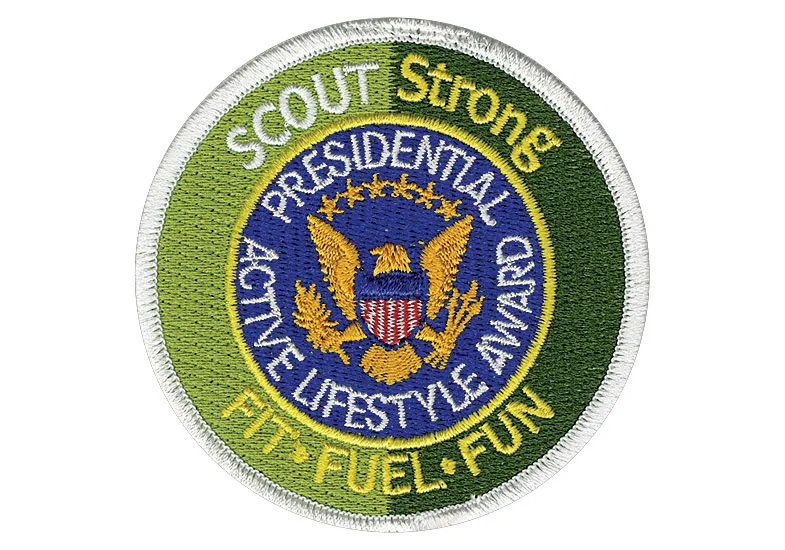 SCOUT Strong
PRESIDENTIAL
ACTIVE LIFESTYLE AWARD
FIT•FUEL•FUN